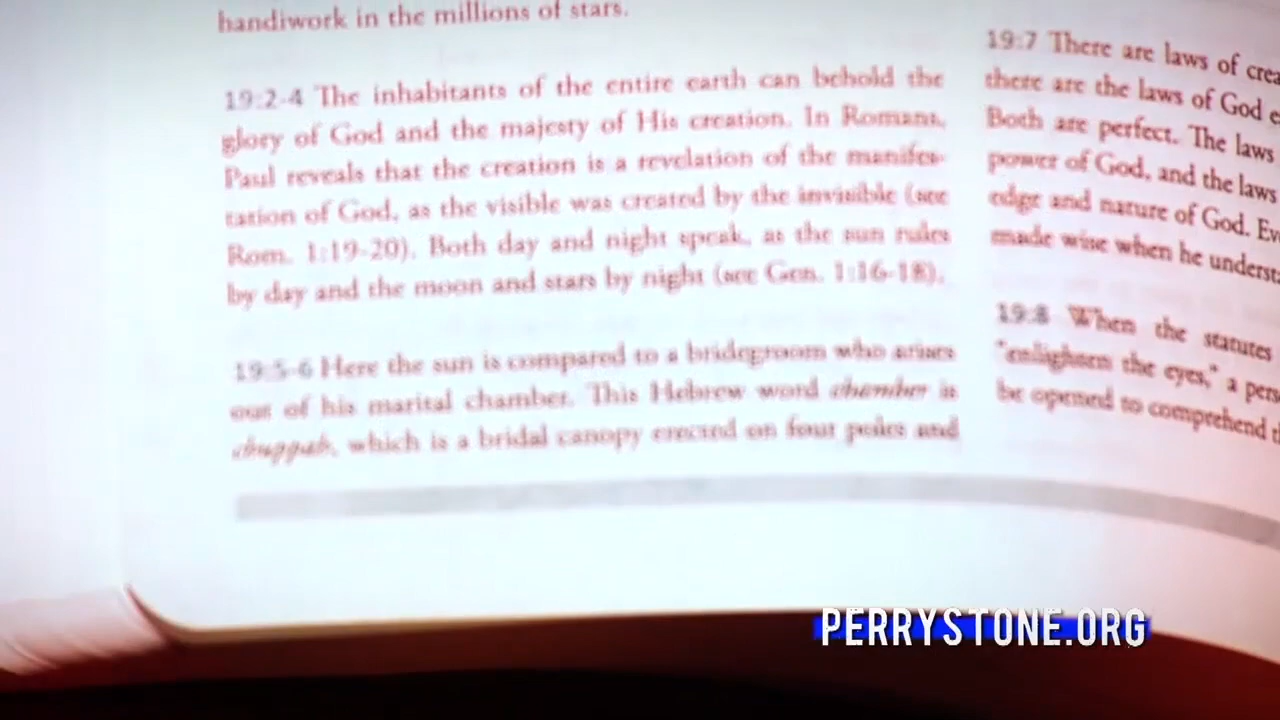 handiwork in the millions of stars.
19:2-4 The inhabitants of the entire earth can behold the
glory of God and the majesty of His creation. In Romans,
Paul reveals that the creation is a revelation of the manifes-
tation of God, as the visible was created by the invisible (see
Rom. 1:19-20). Both day and night speak, as the sun rules
by day and the moon and stars by night (see Gen. 1:16-18).
19:5-6 Here the sun is compared to a bridegroom who arises
out of his marital chamber. This Hebrew word chamber is
chuppah, which is a bridal canopy erected on four poles and
19:7 There are laws of crea
there are the laws of God e
Both are perfect. The laws
power of God, and the laws
edge and nature of God. Ev
made wise when he underst
19:8 When the statutes
"enlighten the eyes," a pers
be opened to comprehend t
PERRYSTONE.ORG